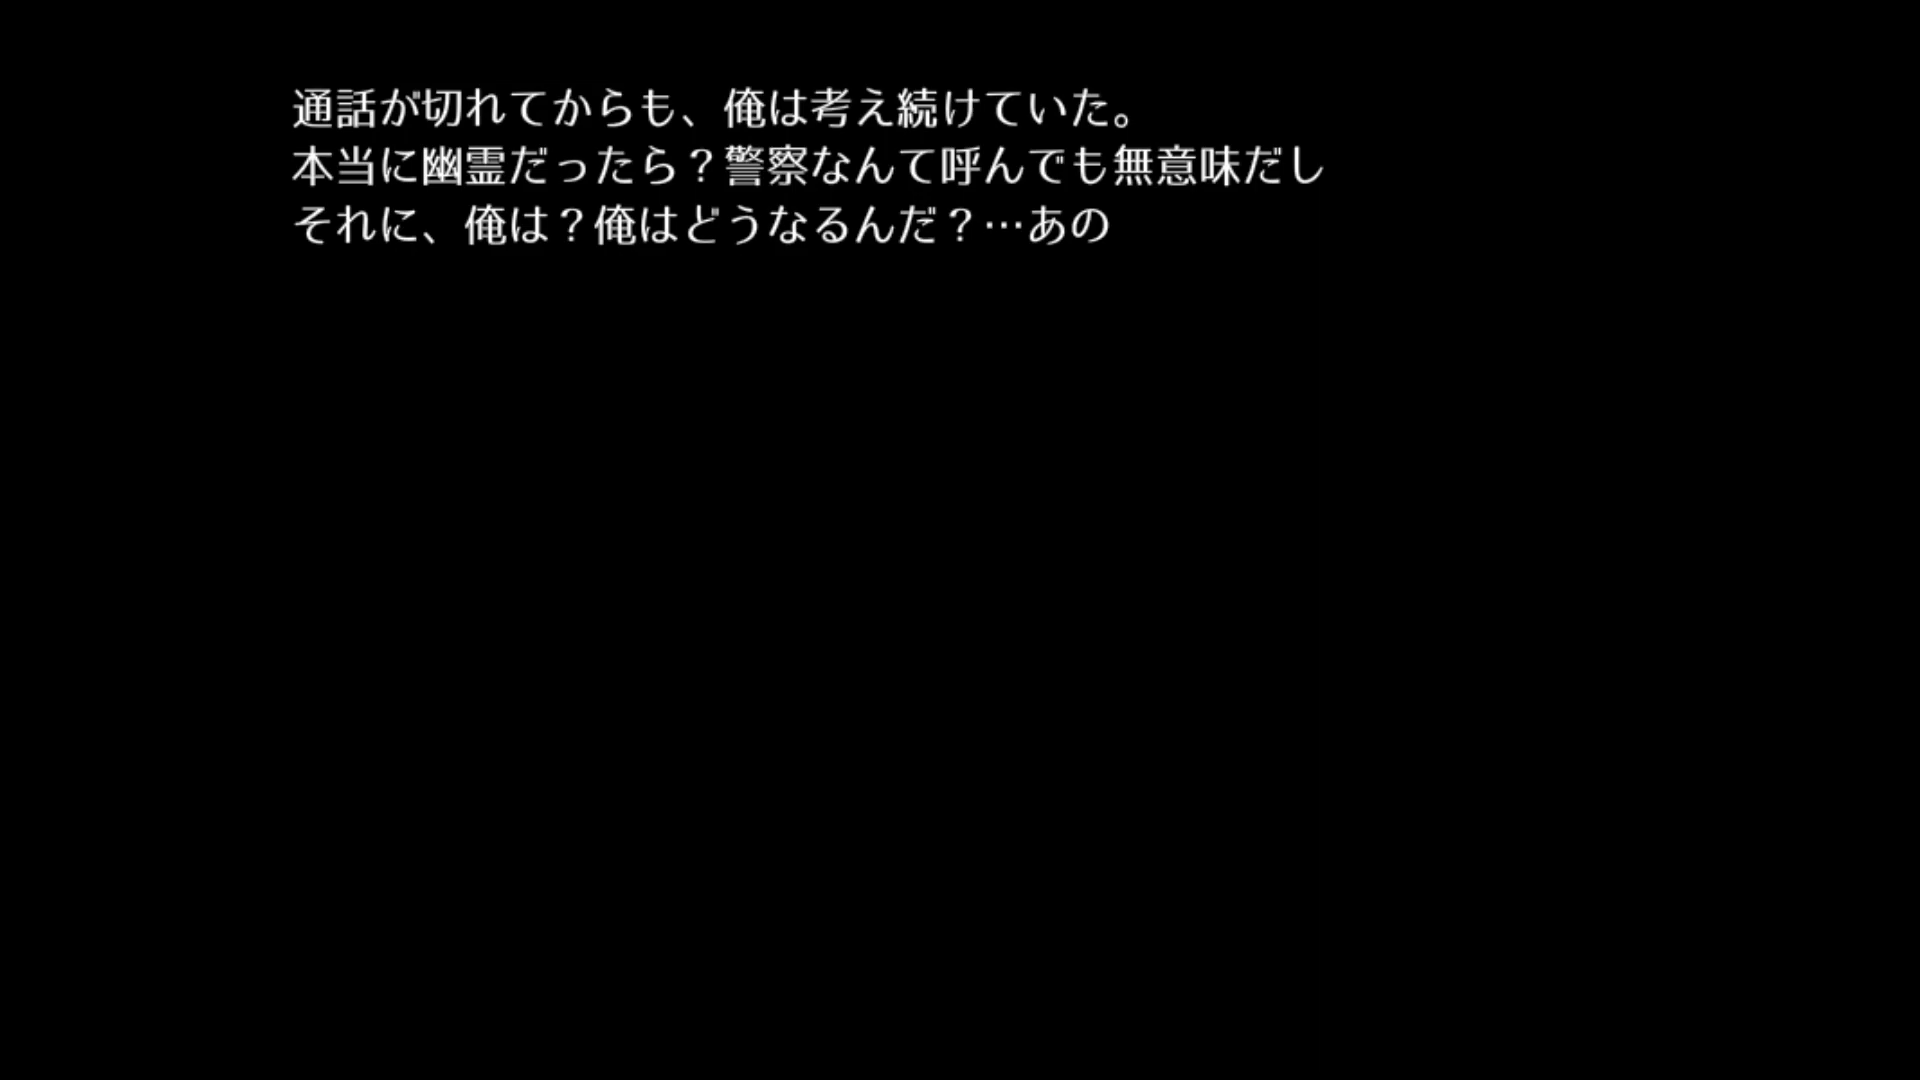 通話が切れてからも、俺は考え続けていた。
本当に幽霊だったら？警察なんて呼んでも無意味だし
それに、俺は？俺はどうなるんだ？…あの